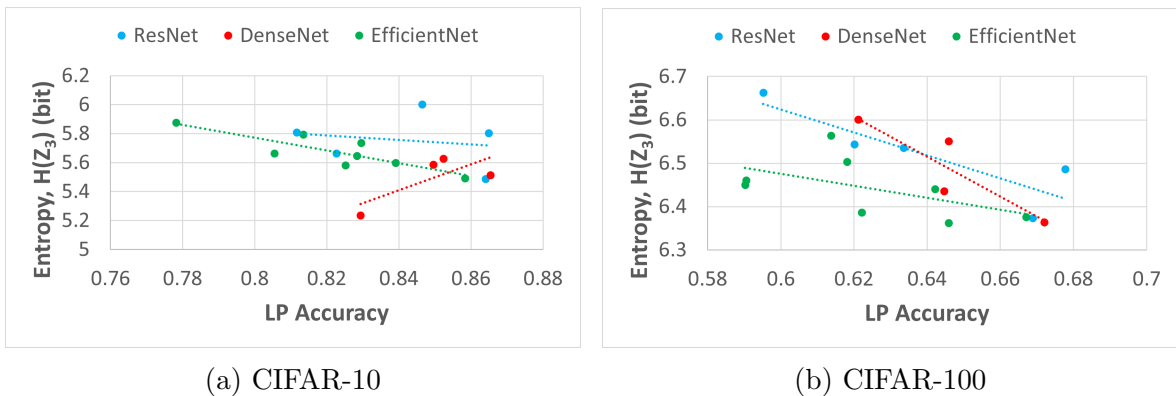 ResNet DenseNet EfficientNet
6.2
6
5.8
5.6
5.4
5.2
5
Entropy, H(Z₃) (bit)
0.76 0.78 0.8 0.82 0.84 0.86 0.88
LP Accuracy
(a) CIFAR-10
ResNet DenseNet EfficientNet
6.7
6.6
6.5
6.4
6.3
Entropy, H(Z₃) (bit)
0.58 0.6 0.62 0.64 0.66 0.68 0.7
LP Accuracy
(b) CIFAR-100